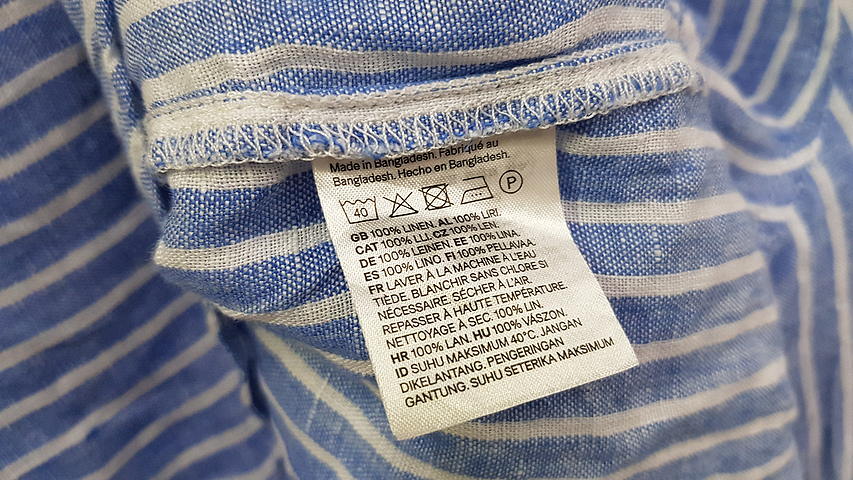 Made in Bangladesh. Fabriqué au
Bangladesh. Hecho en Bangladesh.
40 P
GB 100% LINEN. AL 100% LIRI.
CAT 100% LLI. CZ 100% LEN.
DE 100% LEINEN. EE 100% LINA.
ES 100% LINO. FI 100% PELLAVAA.
FR LAVER À LA MACHINE À L'EAU
TIÈDE. BLANCHIR SANS CHLORE SI
NÉCESSAIRE. SÉCHER À L'AIR.
REPASSER À HAUTE TEMPÉRATURE.
NETTOYAGE À SEC. 100% LIN.
HR 100% LAN. HU 100% VÁSZON.
ID SUHU MAKSIMUM 40°C. JANGAN
DIKELANTANG. PENGERINGAN
GANTUNG. SUHU SETERIKA MAKSIMUM